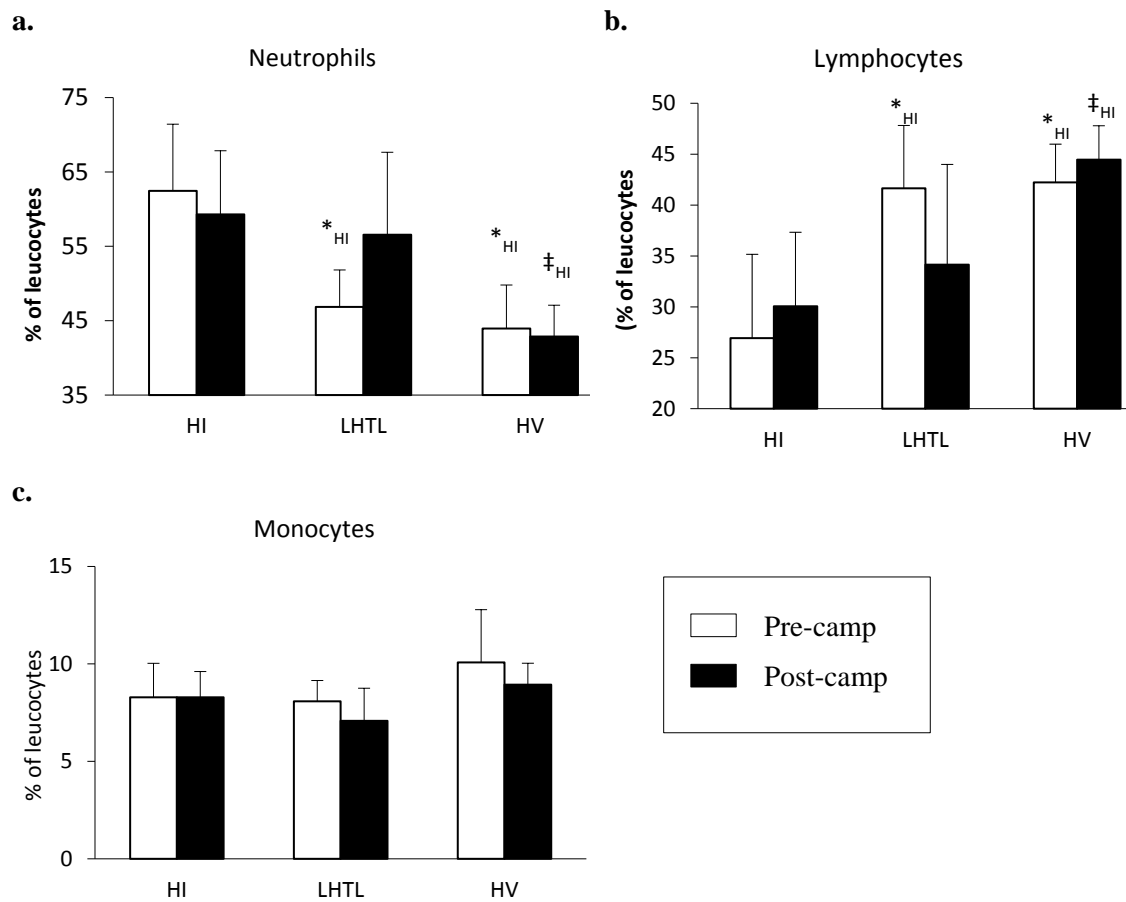 a.
Neutrophils
% of leucocytes
75
65
55
45
35
*HI
*HI
‡HI
HI LHTL HV
b.
Lymphocytes
(% of leucocytes
50
45
40
35
30
25
20
*HI
*HI
‡HI
HI LHTL HV
c.
Monocytes
% of leucocytes
15
10
5
0
HI LHTL HV
Pre-camp
Post-camp